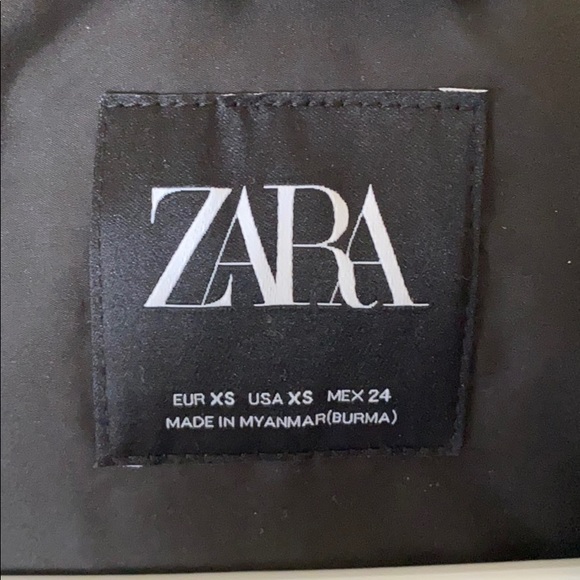 ZARA
EUR XS USA XS MEX 24
MADE IN MYANMAR(BURMA)